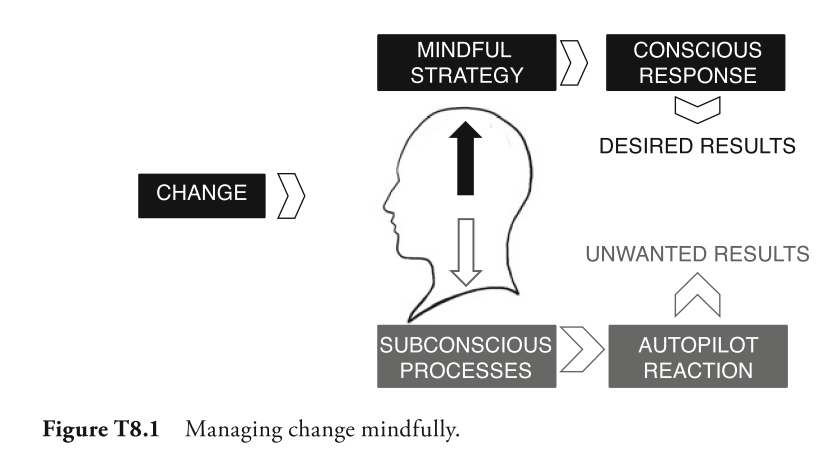 MINDFUL
STRATEGY
CONSCIOUS
RESPONSE
DESIRED RESULTS
CHANGE
UNWANTED RESULTS
SUBCONSCIOUS
PROCESSES
AUTOPILOT
REACTION
Figure T8.1 Managing change mindfully.